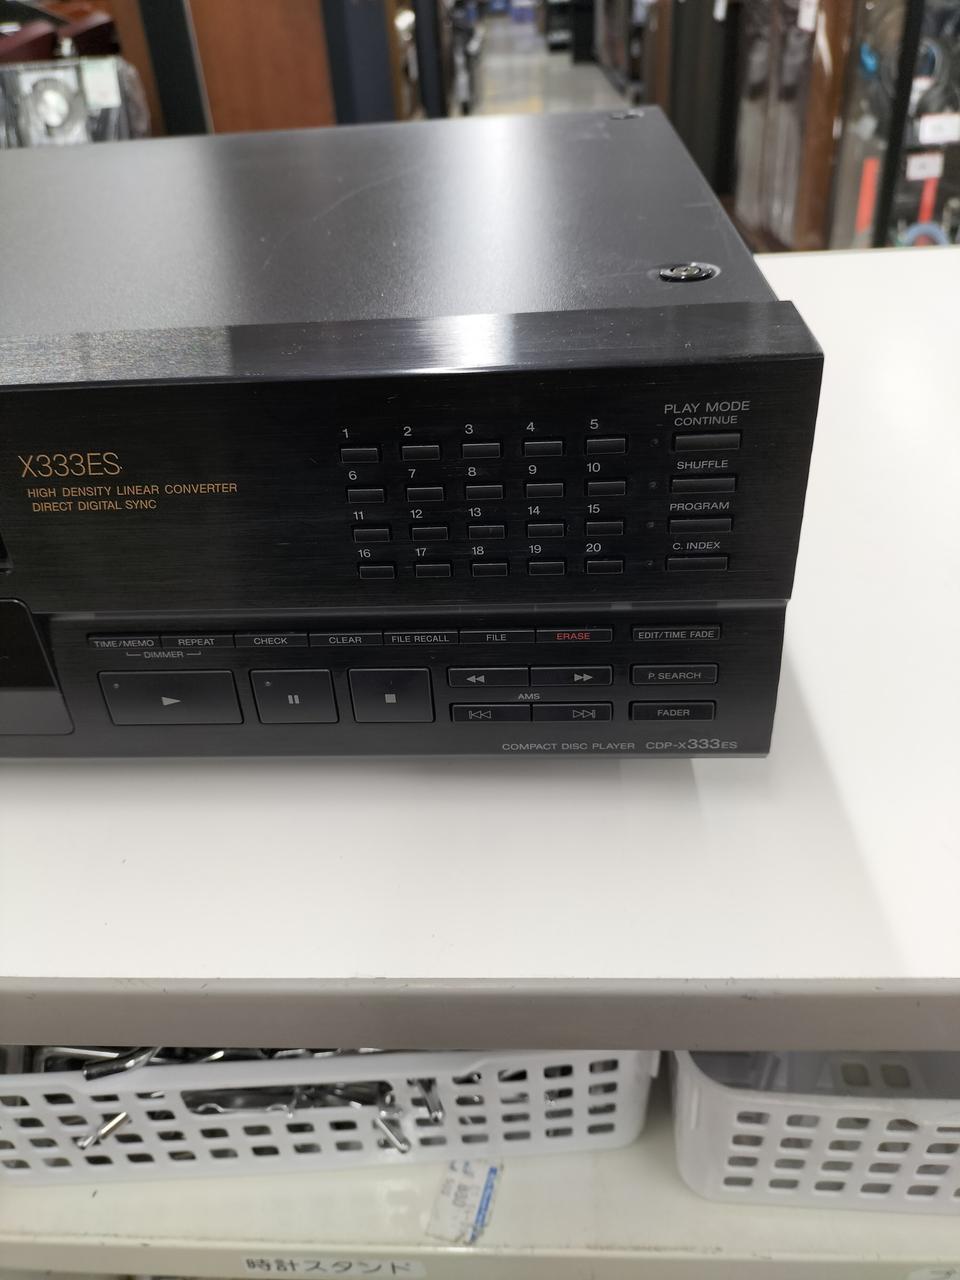 X333ES
HIGH DENSITY LINEAR CONVERTER
DIRECT DIGITAL SYNC
1 2 3 4 5
6 7 8 9 10
11 12 13 14 15
16 17 18 19 20
PLAY MODE
CONTINUE
SHUFFLE
PROGRAM
C. INDEX
TIME/MEMO REPEAT CHECK CLEAR FILE RECALL FILE ERASE EDIT/TIME FADE
DIMMER
P. SEARCH
AMS
FADER
COMPACT DISC PLAYER CDP-X333ES
時計スタンド